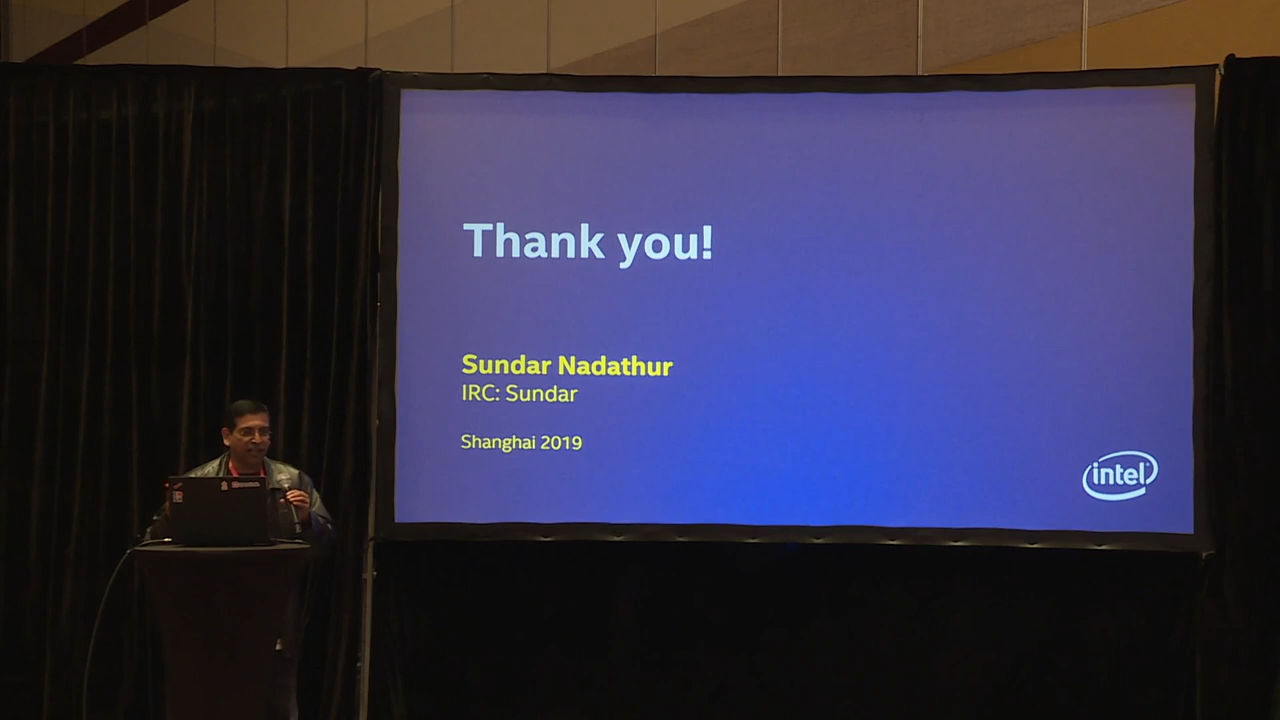 Thank you!
Sundar Nadathur
IRC: Sundar
Shanghai 2019
intel